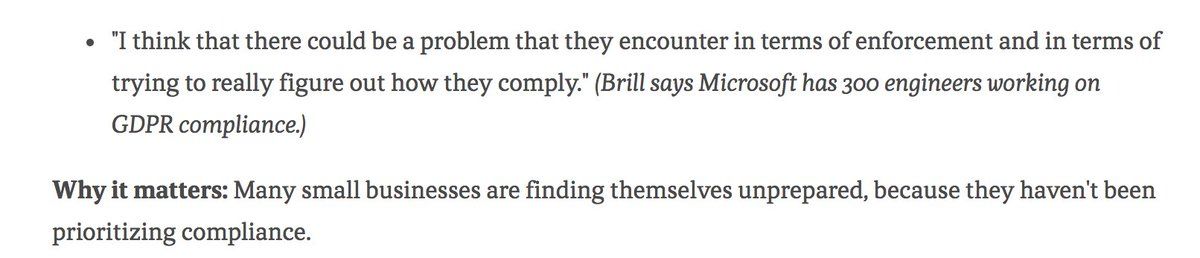 • "I think that there could be a problem that they encounter in terms of enforcement and in terms of
trying to really figure out how they comply." (Brill says Microsoft has 300 engineers working on
GDPR compliance.)
Why it matters: Many small businesses are finding themselves unprepared, because they haven't been
prioritizing compliance.